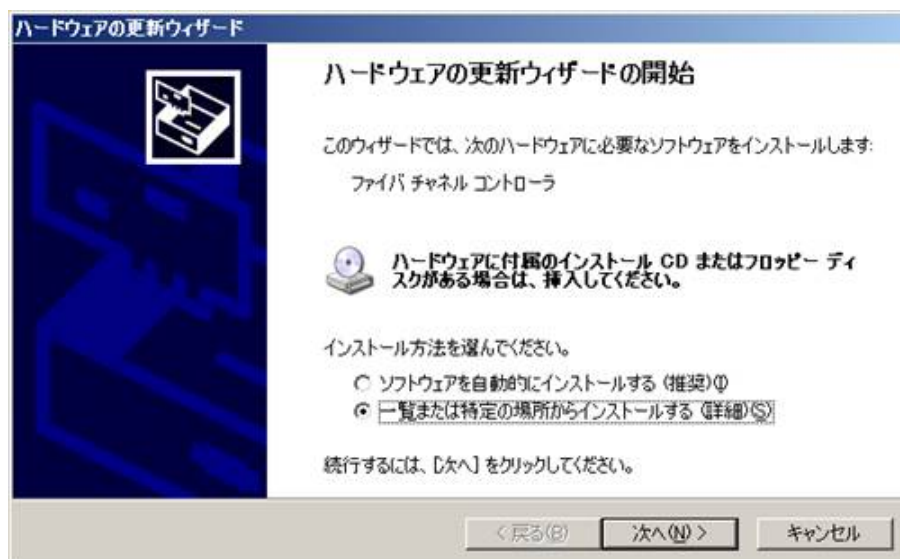 ハードウェアの更新ウィザード
ハードウェアの更新ウィザードの開始
このウィザードでは、次のハードウェアに必要なソフトウェアをインストールします:
ファイバ チャネル コントローラ
ハードウェアに付属のインストール CD またはフロッピー ディ
スクがある場合は、挿入してください。
インストール方法を選んでください。
ソフトウェアを自動的にインストールする (推奨)(I)
一覧または特定の場所からインストールする (詳細)(S)
続行するには、[次へ] をクリックしてください。
< 戻る(B)
次へ(N) >
キャンセル